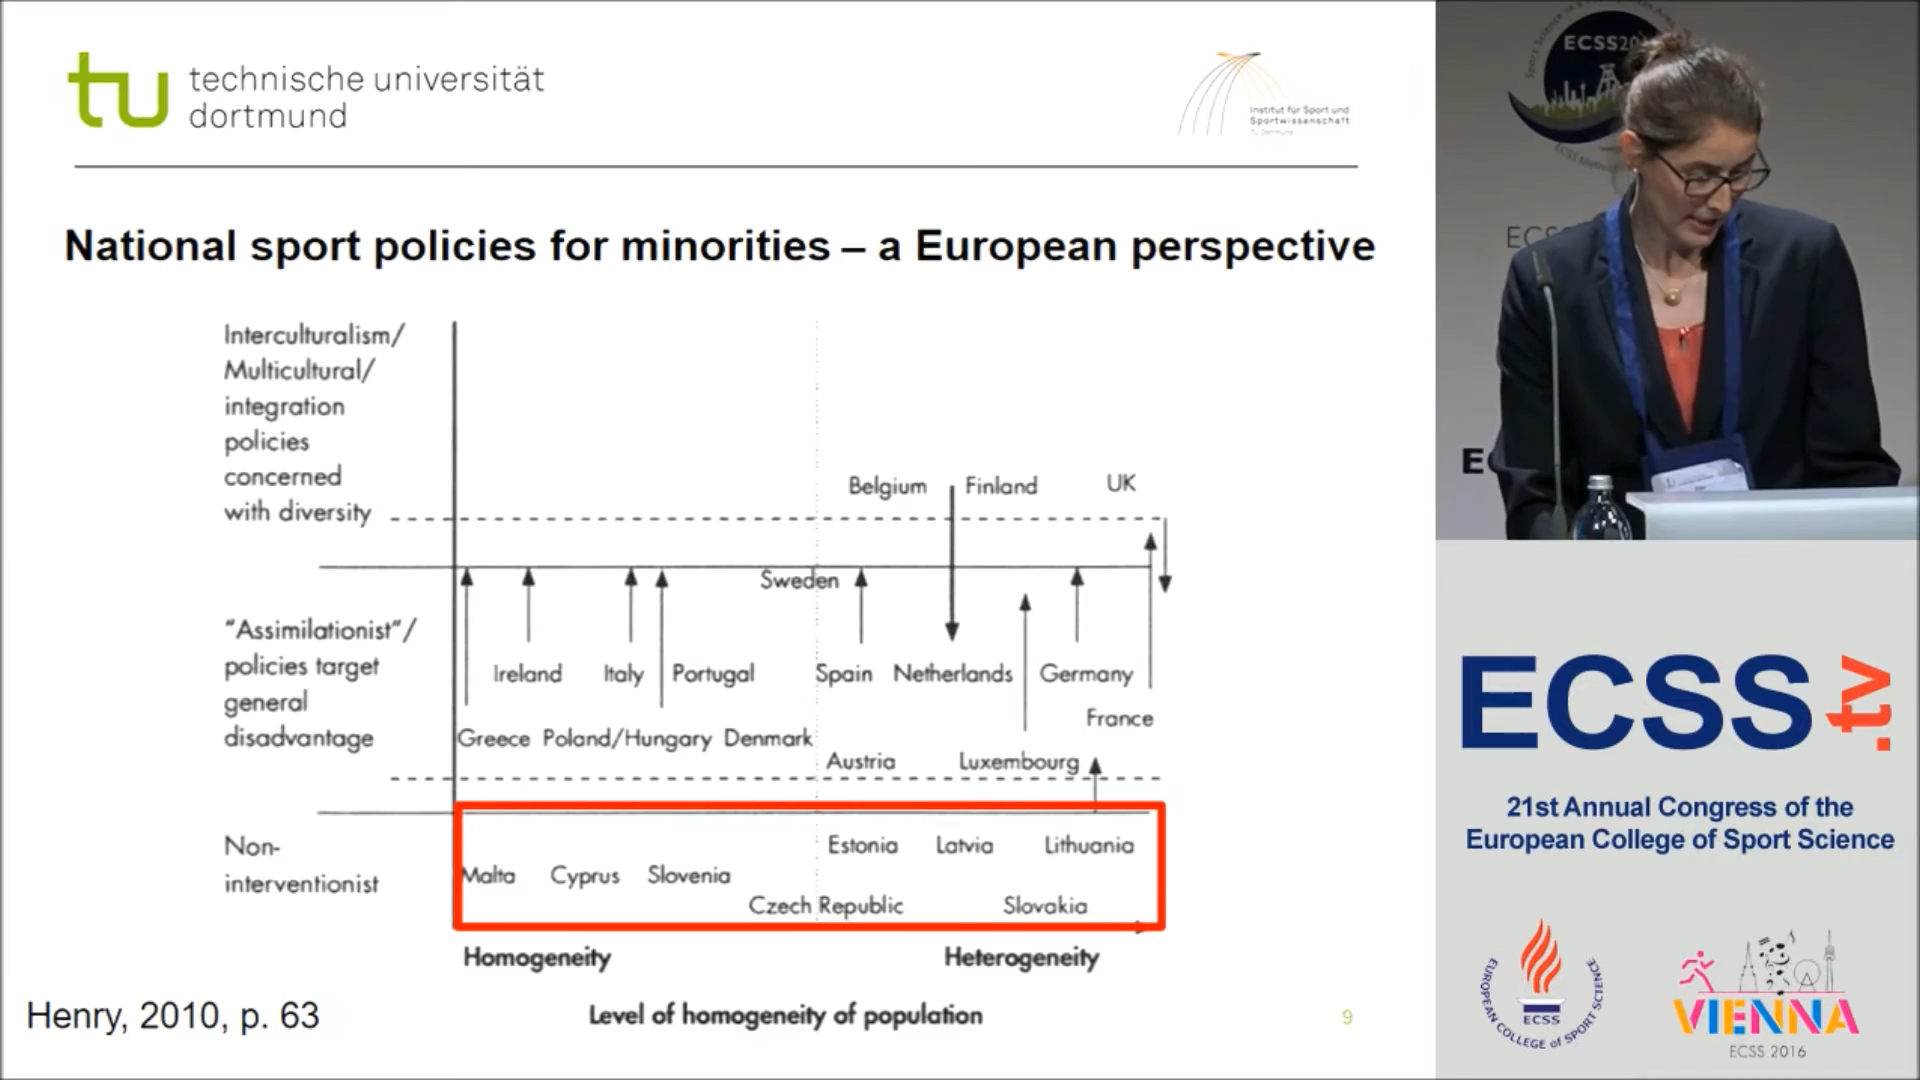 technische universität
dortmund
Institut für Sport und
Sportwissenschaft
TU Dortmund
National sport policies for minorities – a European perspective
Interculturalism/
Multicultural/
integration
policies
concerned
with diversity
Belgium
Finland
UK
Sweden
"Assimilationist"/
policies target
general
disadvantage
Ireland
Italy
Portugal
Spain
Netherlands
Germany
France
Greece
Poland/Hungary
Denmark
Austria
Luxembourg
Non-
interventionist
Estonia
Latvia
Lithuania
Malta
Cyprus
Slovenia
Czech Republic
Slovakia
Homogeneity
Heterogeneity
Level of homogeneity of population
Henry, 2010, p. 63
9
ECSS20
ECS
E
ECSS.tv
21st Annual Congress of the
European College of Sport Science
EUROPEAN COLLEGE of SPORT SCIENCE
ECSS
VIENNA
ECSS 2016